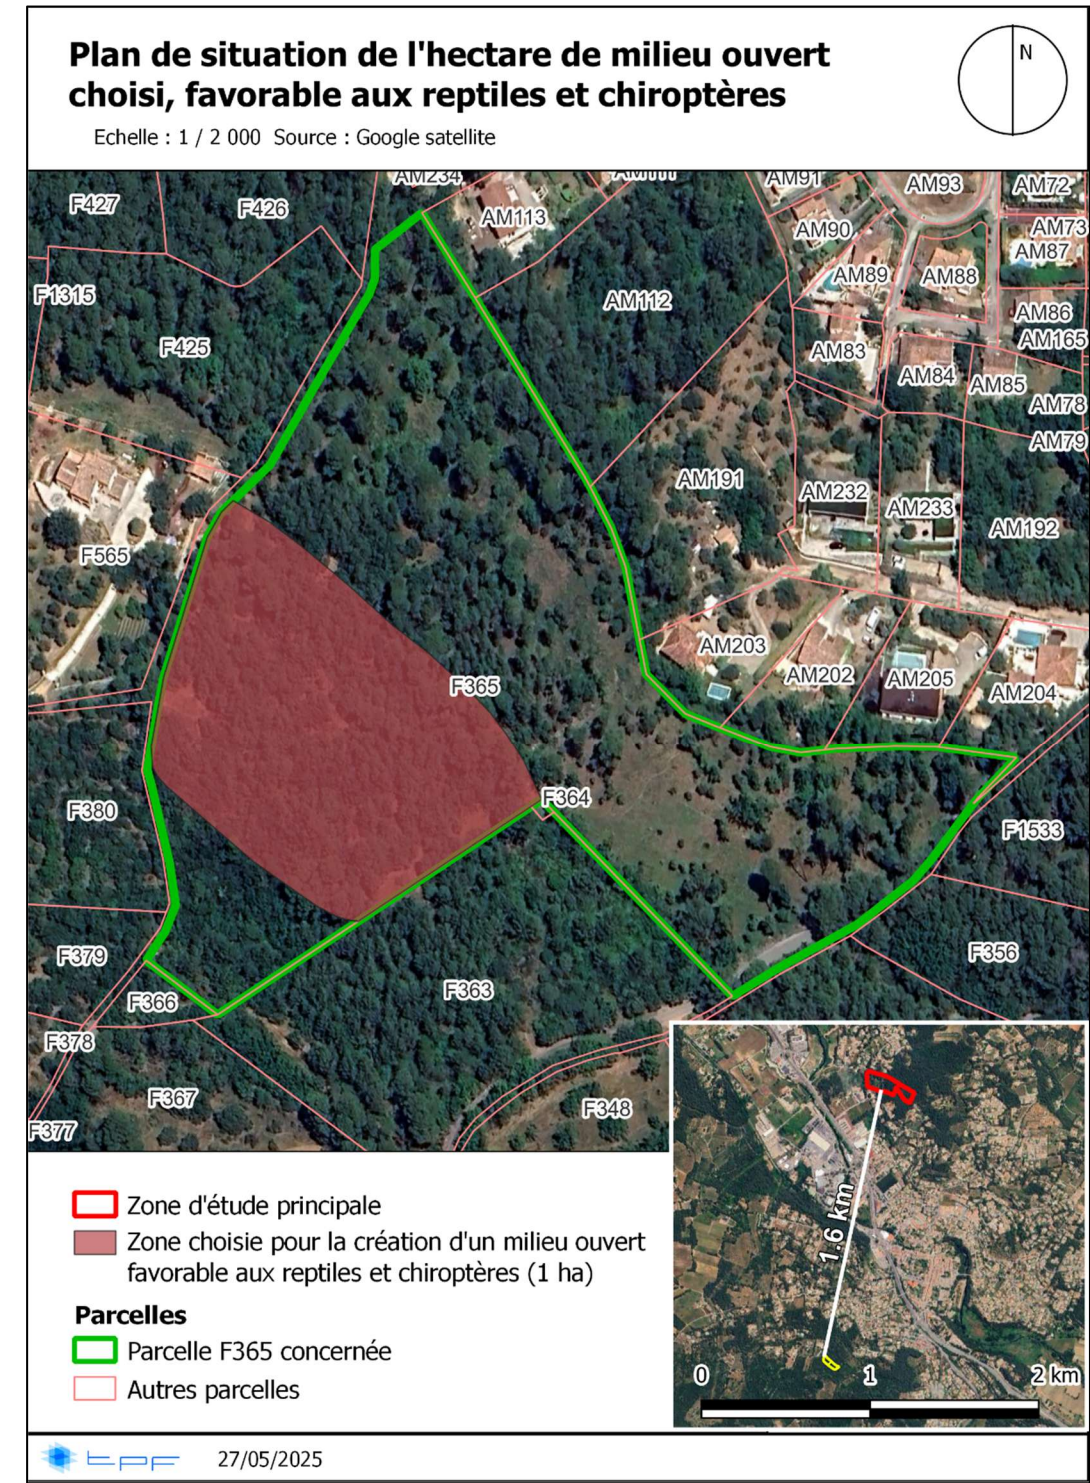 Plan de situation de l'hectare de milieu ouvert
choisi, favorable aux reptiles et chiroptères
N
Echelle : 1 / 2 000 Source : Google satellite
AM234
AM91
AM93
AM72
F427
F426
AM113
AM90
AM73
AM87
AM89
AM88
F1315
AM112
AM86
AM165
F425
AM83
AM84
AM85
AM78
AM79
AM191
AM232
AM233
AM192
F565
AM203
AM202
AM205
AM204
F365
F364
F380
F1533
F379
F356
F363
F366
F378
F367
F348
F377
1.6 km
0
1
2 km
Zone d'étude principale
Zone choisie pour la création d'un milieu ouvert
favorable aux reptiles et chiroptères (1 ha)
Parcelles
Parcelle F365 concernée
Autres parcelles
tpf
27/05/2025